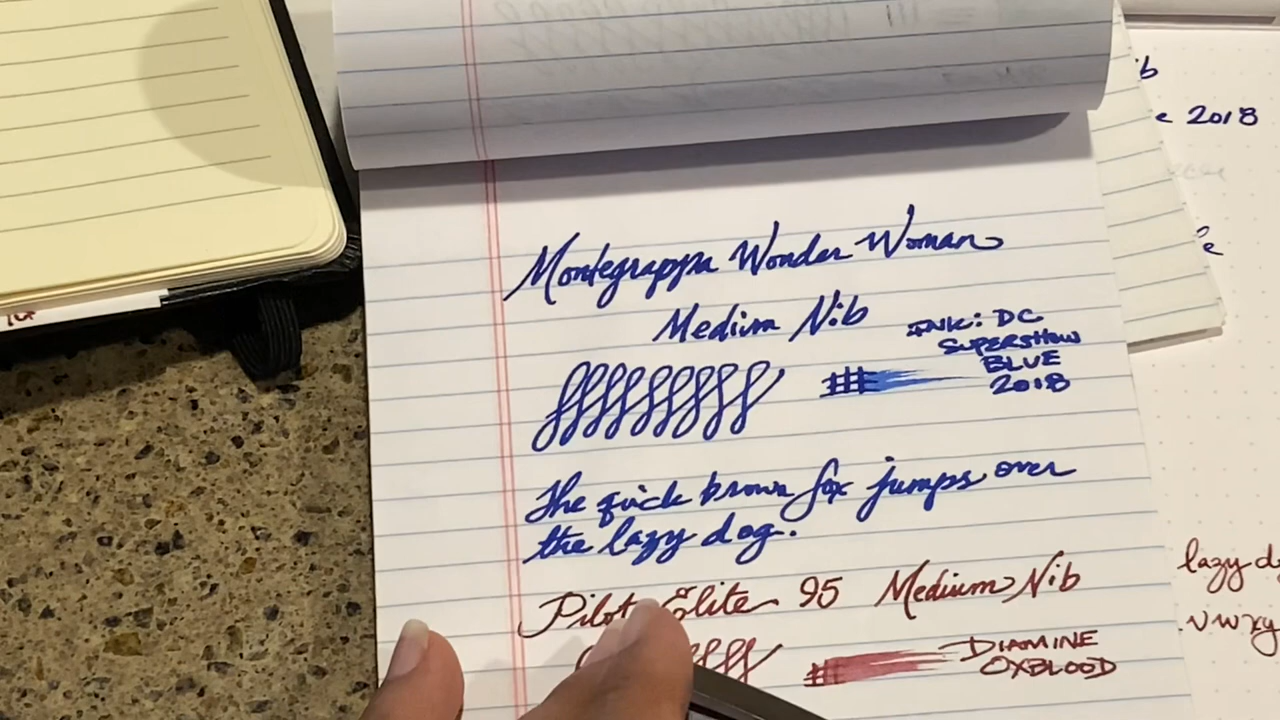 Montegrappa Wonder Woman
Medium Nib
INK: DC
SUPERSHOW
BLUE
2018
The quick brown fox jumps over
the lazy dog.
Pilot Elite 95 Medium Nib
DIAMINE
OXBLOOD
b
e 2018
lazy d
vwxy